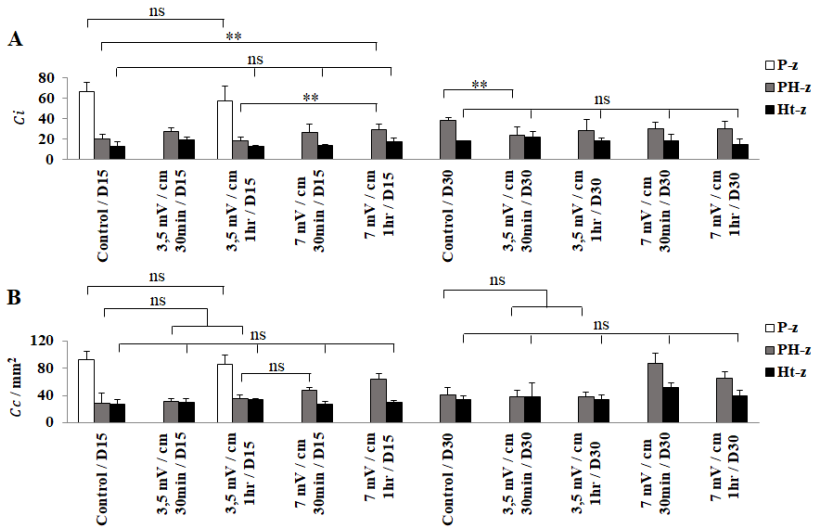 A
ns
**
ns
**
**
ns
Ci
80
60
40
20
0
P-z
PH-z
Ht-z
Control / D15
3,5 mV / cm
30min / D15
3,5 mV / cm
1hr / D15
7 mV / cm
30min / D15
7 mV / cm
1hr / D15
Control / D30
3,5 mV / cm
30min / D30
3,5 mV / cm
1hr / D30
7 mV / cm
30min / D30
7 mV / cm
1hr / D30
B
ns
ns
ns
ns
ns
ns
Cc / mm²
120
80
40
0
P-z
PH-z
Ht-z
Control / D15
3,5 mV / cm
30min / D15
3,5 mV / cm
1hr / D15
7 mV / cm
30min / D15
7 mV / cm
1hr / D15
Control / D30
3,5 mV / cm
30min / D30
3,5 mV / cm
1hr / D30
7 mV / cm
30min / D30
7 mV / cm
1hr / D30